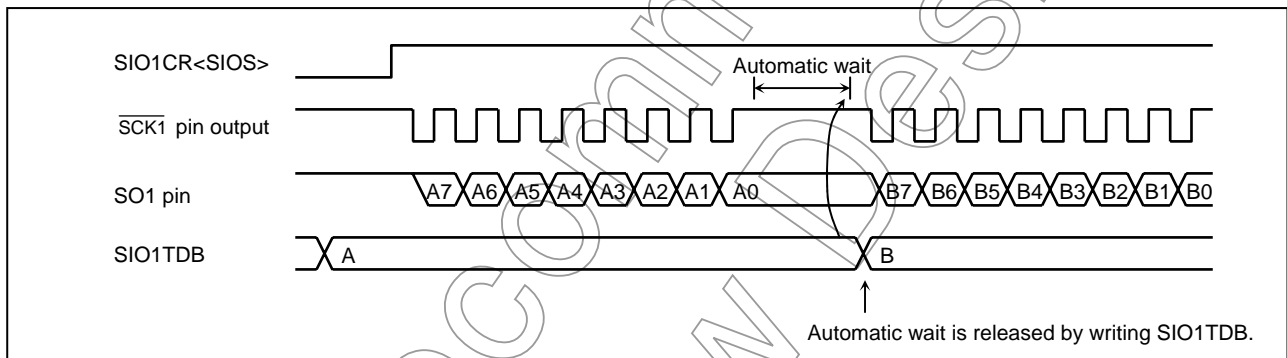 SIO1CR<SIOS>
Automatic wait
SCK1 pin output
SO1 pin
A7 A6 A5 A4 A3 A2 A1 A0 B7 B6 B5 B4 B3 B2 B1 B0
SIO1TDB
A B
Automatic wait is released by writing SIO1TDB.